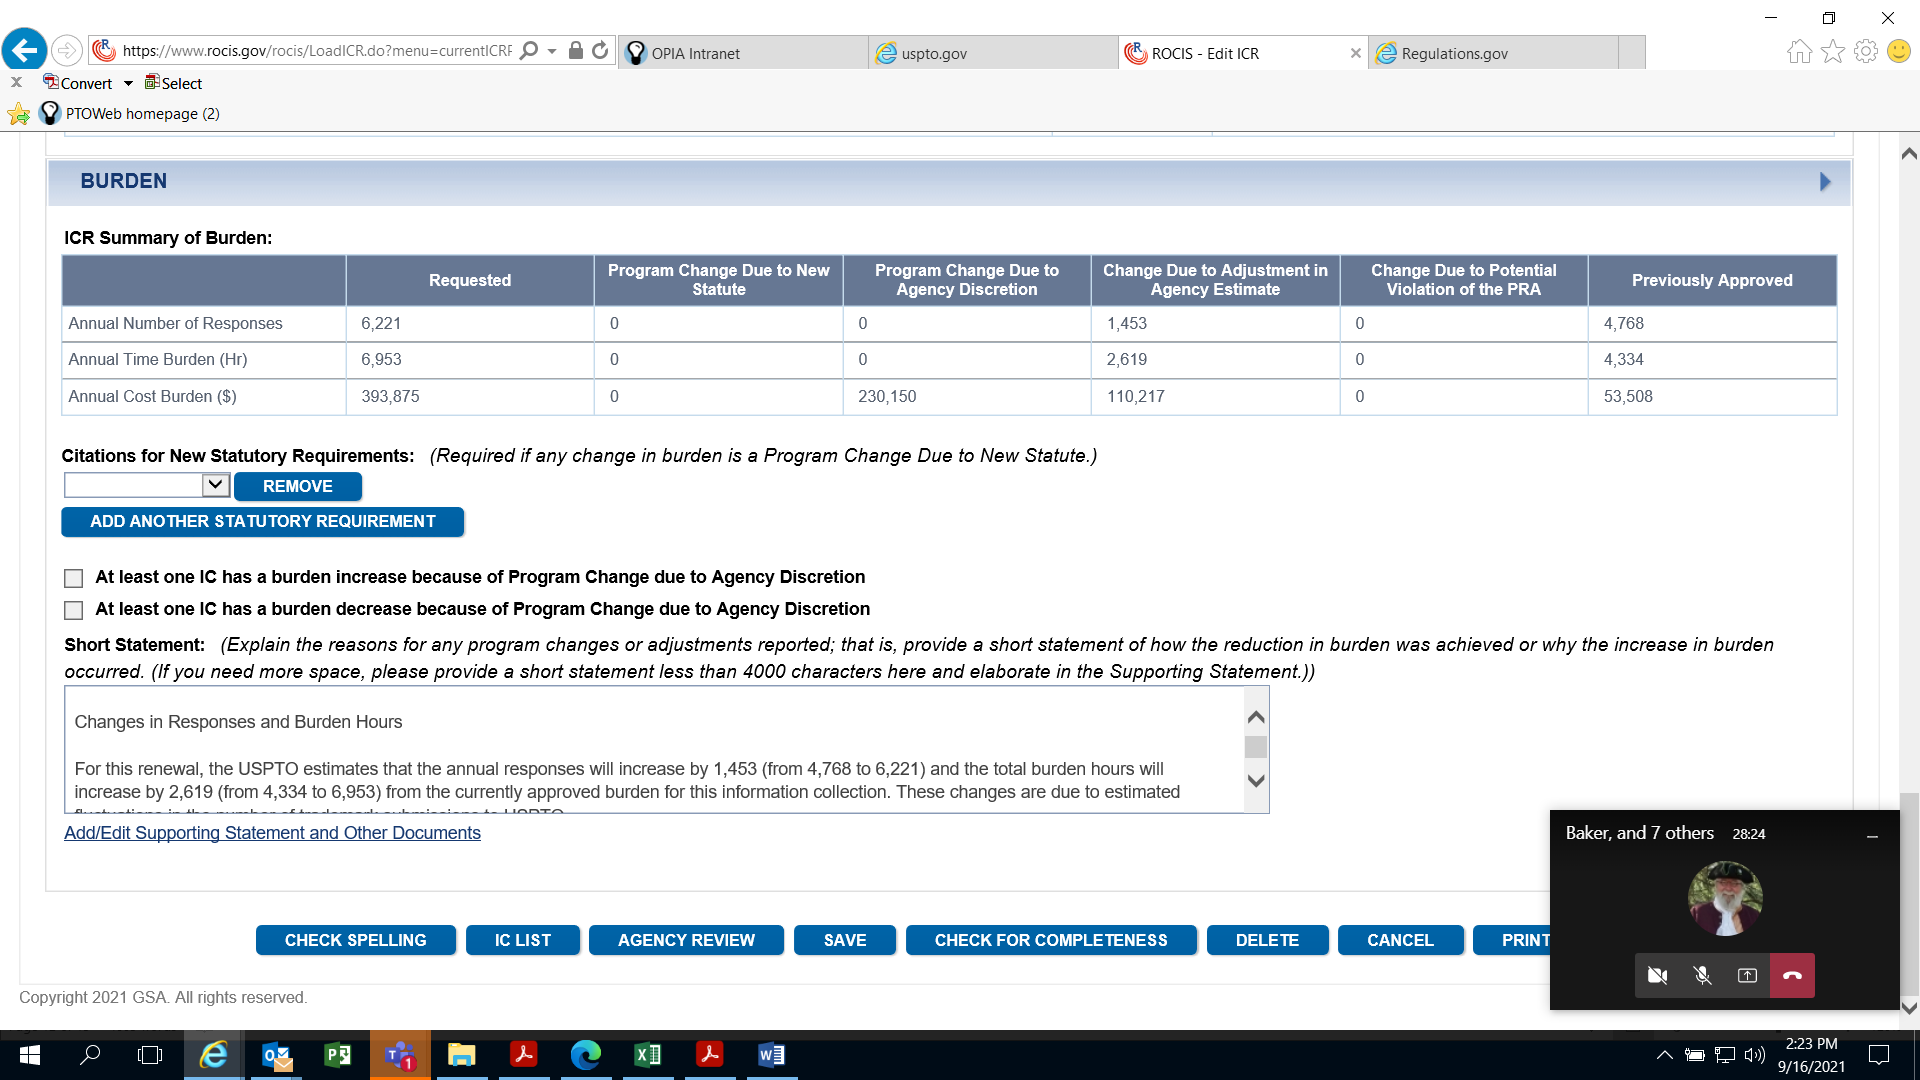 https://www.rocis.gov/rocis/LoadICR.do?menu=currentICRF
OPIA Intranet
uspto.gov
ROCIS - Edit ICR
Regulations.gov
x Convert Select
PTOWeb homepage (2)
BURDEN
ICR Summary of Burden:
Requested Program Change Due to New Statute Program Change Due to Agency Discretion Change Due to Adjustment in Agency Estimate Change Due to Potential Violation of the PRA Previously Approved
Annual Number of Responses 6,221 0 0 1,453 0 4,768
Annual Time Burden (Hr) 6,953 0 0 2,619 0 4,334
Annual Cost Burden ($) 393,875 0 230,150 110,217 0 53,508
Citations for New Statutory Requirements: (Required if any change in burden is a Program Change Due to New Statute.)
REMOVE
ADD ANOTHER STATUTORY REQUIREMENT
At least one IC has a burden increase because of Program Change due to Agency Discretion
At least one IC has a burden decrease because of Program Change due to Agency Discretion
Short Statement: (Explain the reasons for any program changes or adjustments reported; that is, provide a short statement of how the reduction in burden was achieved or why the increase in burden
occurred. (If you need more space, please provide a short statement less than 4000 characters here and elaborate in the Supporting Statement.))
Changes in Responses and Burden Hours
For this renewal, the USPTO estimates that the annual responses will increase by 1,453 (from 4,768 to 6,221) and the total burden hours will
increase by 2,619 (from 4,334 to 6,953) from the currently approved burden for this information collection. These changes are due to estimated
fluctuations in the number of trademark submissions to USPTO.
Add/Edit Supporting Statement and Other Documents
Baker, and 7 others 28:24
CHECK SPELLING IC LIST AGENCY REVIEW SAVE CHECK FOR COMPLETENESS DELETE CANCEL PRINT
Copyright 2021 GSA. All rights reserved.
2:23 PM
9/16/2021